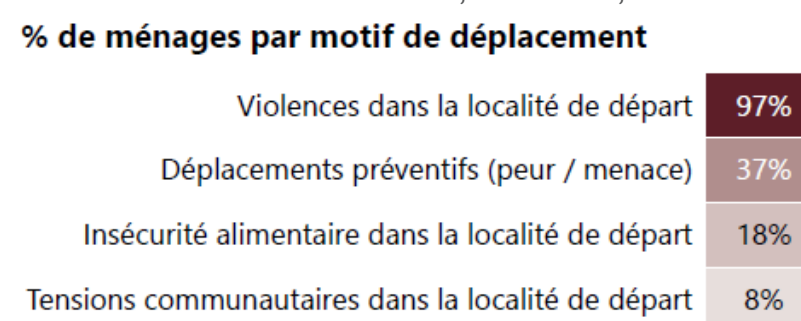 % de ménages par motif de déplacement
Violences dans la localité de départ 97%
Déplacements préventifs (peur / menace) 37%
Insécurité alimentaire dans la localité de départ 18%
Tensions communautaires dans la localité de départ 8%